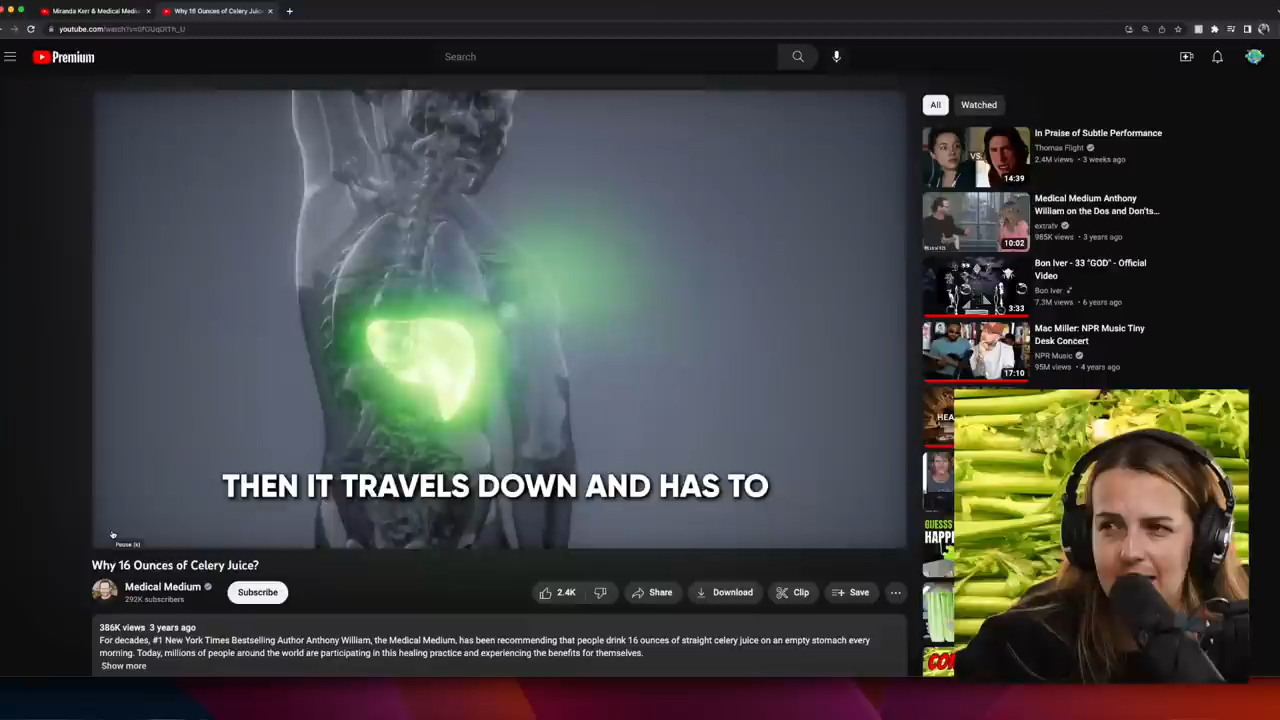 Miranda Kerr & Medical Mediu
Why 16 Ounces of Celery Juice
Premium
Search
All
Watched
In Praise of Subtle Performance
Thomas Flight
2.4M views • 3 weeks ago
VS.
14:39
Medical Medium Anthony
William on the Dos and Don'ts...
extratv
985K views • 3 years ago
10:02
Bon Iver - 33 "GOD" - Official
Video
Bon Iver
7.3M views • 6 years ago
3:33
Mac Miller: NPR Music Tiny
Desk Concert
NPR Music
95M views • 4 years ago
17:10
HEA
GUESSS
HAPP
THEN IT TRAVELS DOWN AND HAS TO
Pause (k)
Why 16 Ounces of Celery Juice?
Medical Medium
292K subscribers
Subscribe
2.4K
Share
Download
Clip
Save
386K views 3 years ago
For decades, #1 New York Times Bestselling Author Anthony William, the Medical Medium, has been recommending that people drink 16 ounces of straight celery juice on an empty stomach every
morning. Today, millions of people around the world are participating in this healing practice and experiencing the benefits for themselves.
Show more